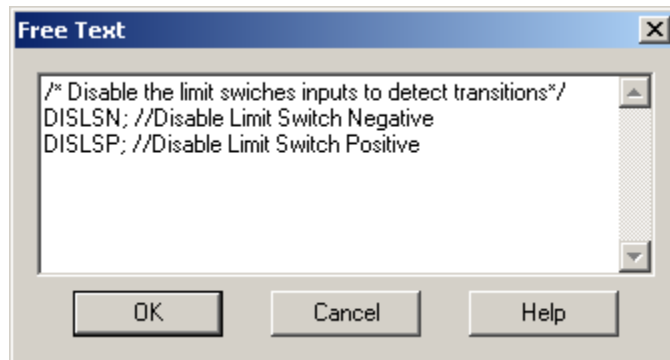 Free Text
/* Disable the limit swiches inputs to detect transitions*/
DISLSN; //Disable Limit Switch Negative
DISLSP; //Disable Limit Switch Positive
OK Cancel Help